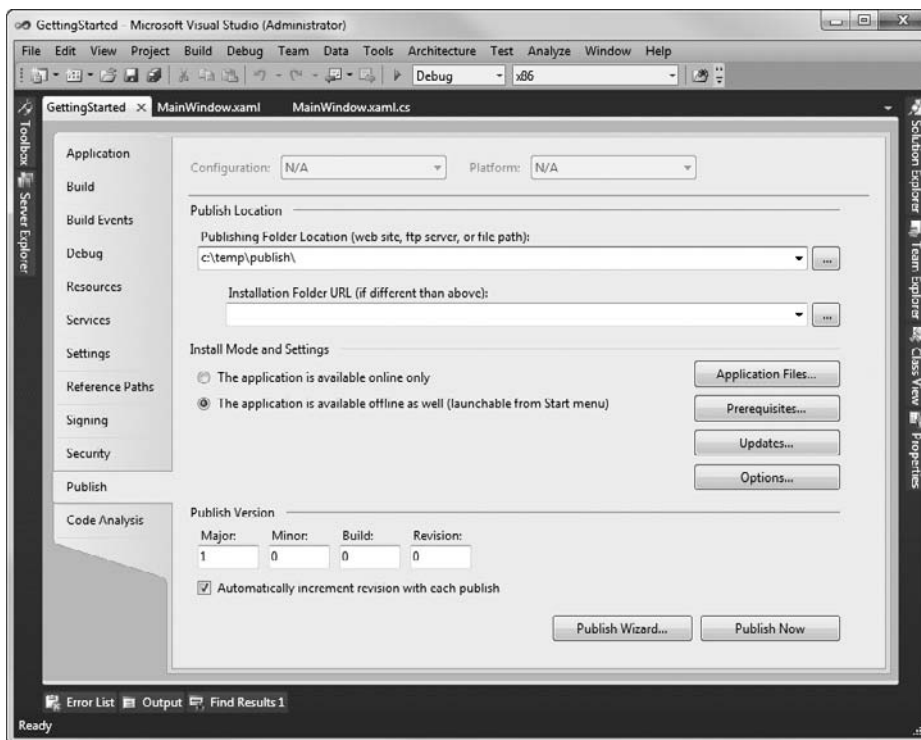 GettingStarted - Microsoft Visual Studio (Administrator)
File Edit View Project Build Debug Team Data Tools Architecture Test Analyze Window Help
Debug x86
GettingStarted X MainWindow.xaml MainWindow.xaml.cs
Toolbox
Server Explorer
Application
Build
Build Events
Debug
Resources
Services
Settings
Reference Paths
Signing
Security
Publish
Code Analysis
Configuration: N/A Platform: N/A
Publish Location
Publishing Folder Location (web site, ftp server, or file path):
c:\temp\publish\
...
Installation Folder URL (if different than above):
...
Install Mode and Settings
The application is available online only
The application is available offline as well (launchable from Start menu)
Application Files...
Prerequisites...
Updates...
Options...
Publish Version
Major: Minor: Build: Revision:
1 0 0 0
Automatically increment revision with each publish
Publish Wizard... Publish Now
Solution Explorer
Team Explorer
Class View
Properties
Error List Output Find Results 1
Ready